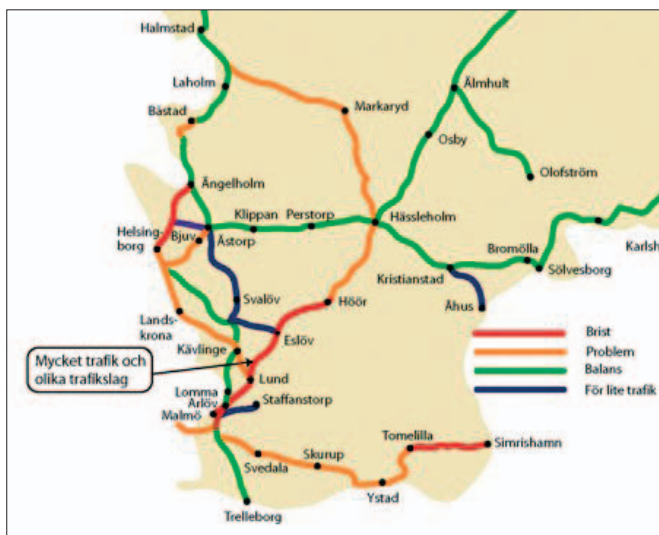 Halmstad
Laholm
Båstad
Markaryd
Älmhult
Osby
Olofström
Ängelholm
Klippan
Perstorp
Hässleholm
Helsing-
borg
Bjuv
Åstorp
Kristianstad
Bromölla
Sölvesborg
Karlsh
Åhus
Svalöv
Höör
Lands-
krona
Eslöv
Kävlinge
Mycket trafik och
olika trafikslag
Lund
Lomma
Arlöv
Staffanstorp
Malmö
Brist
Problem
Balans
För lite trafik
Tomelilla
Simrishamn
Svedala
Skurup
Ystad
Trelleborg